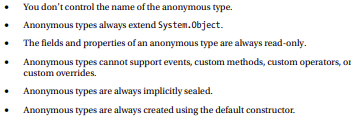 • You don't control the name of the anonymous type.
• Anonymous types always extend System.Object.
• The fields and properties of an anonymous type are always read-only.
• Anonymous types cannot support events, custom methods, custom operators, or
custom overrides.
• Anonymous types are always implicitly sealed.
• Anonymous types are always created using the default constructor.